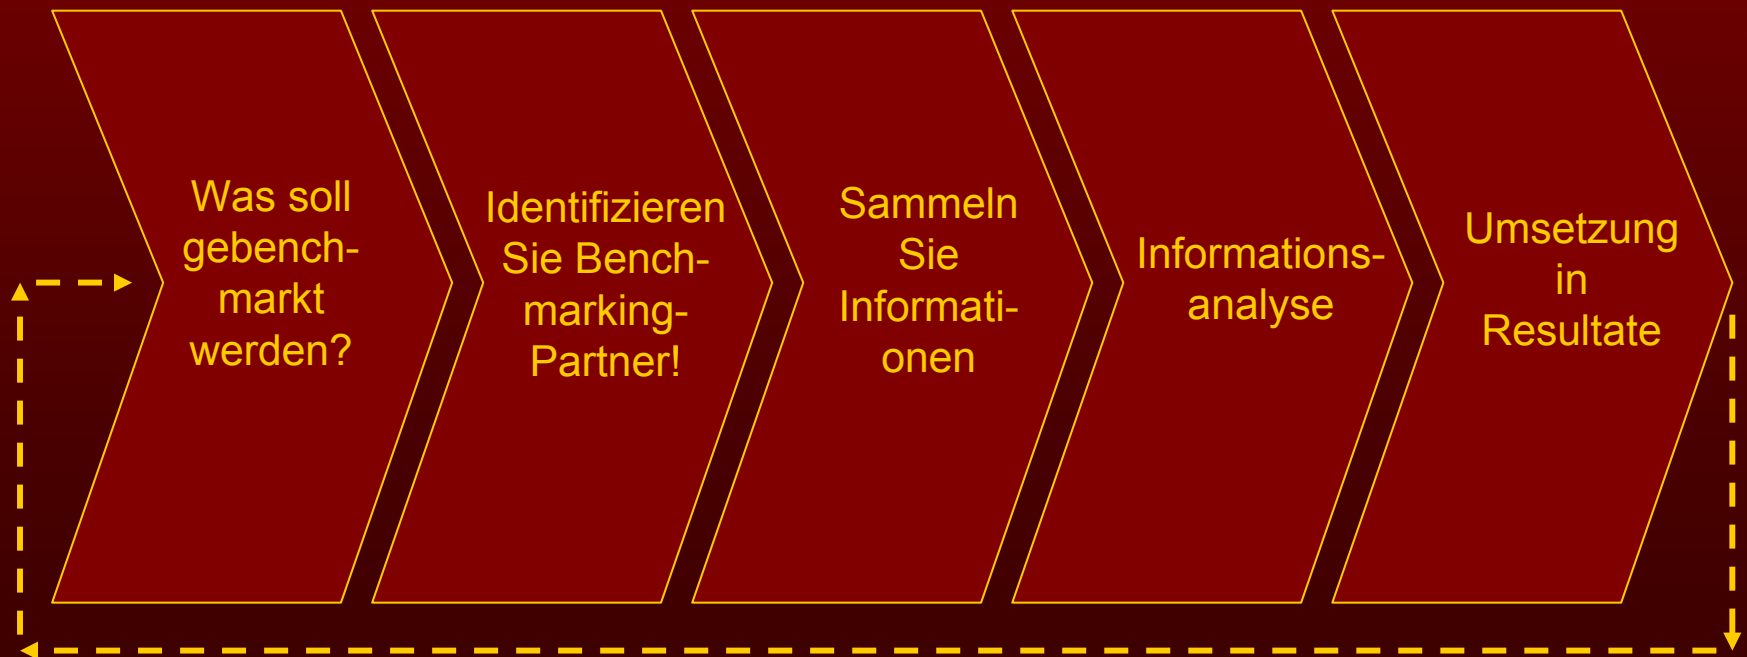 Was soll
gebench-
markt
werden?
Identifizieren
Sie Bench-
marking-
Partner!
Sammeln
Sie
Informati-
onen
Informations-
analyse
Umsetzung
in
Resultate